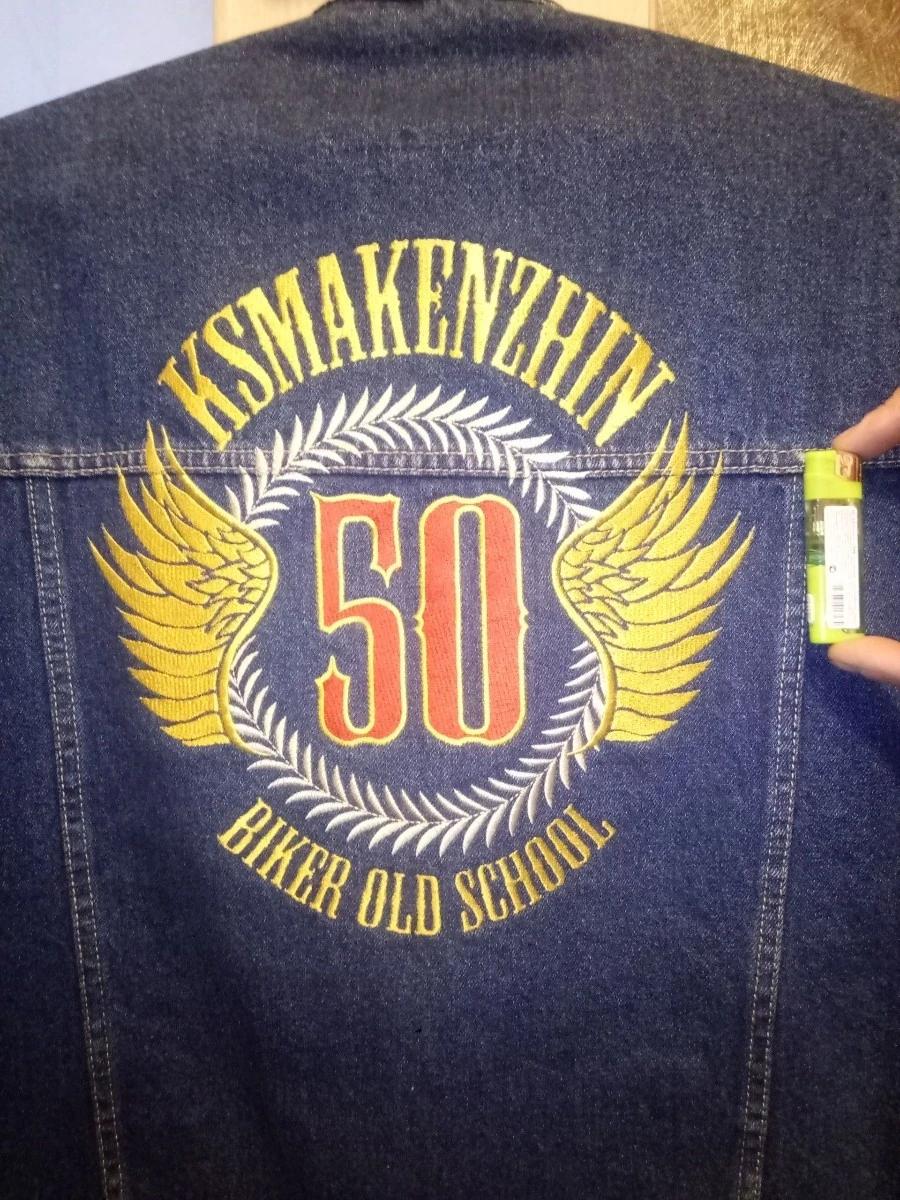 KSMAKENZHIN
50
BIKER OLD SCHOOL